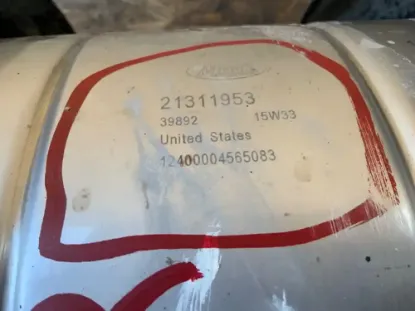 21311953
39892 15W33
United States
12400004565083